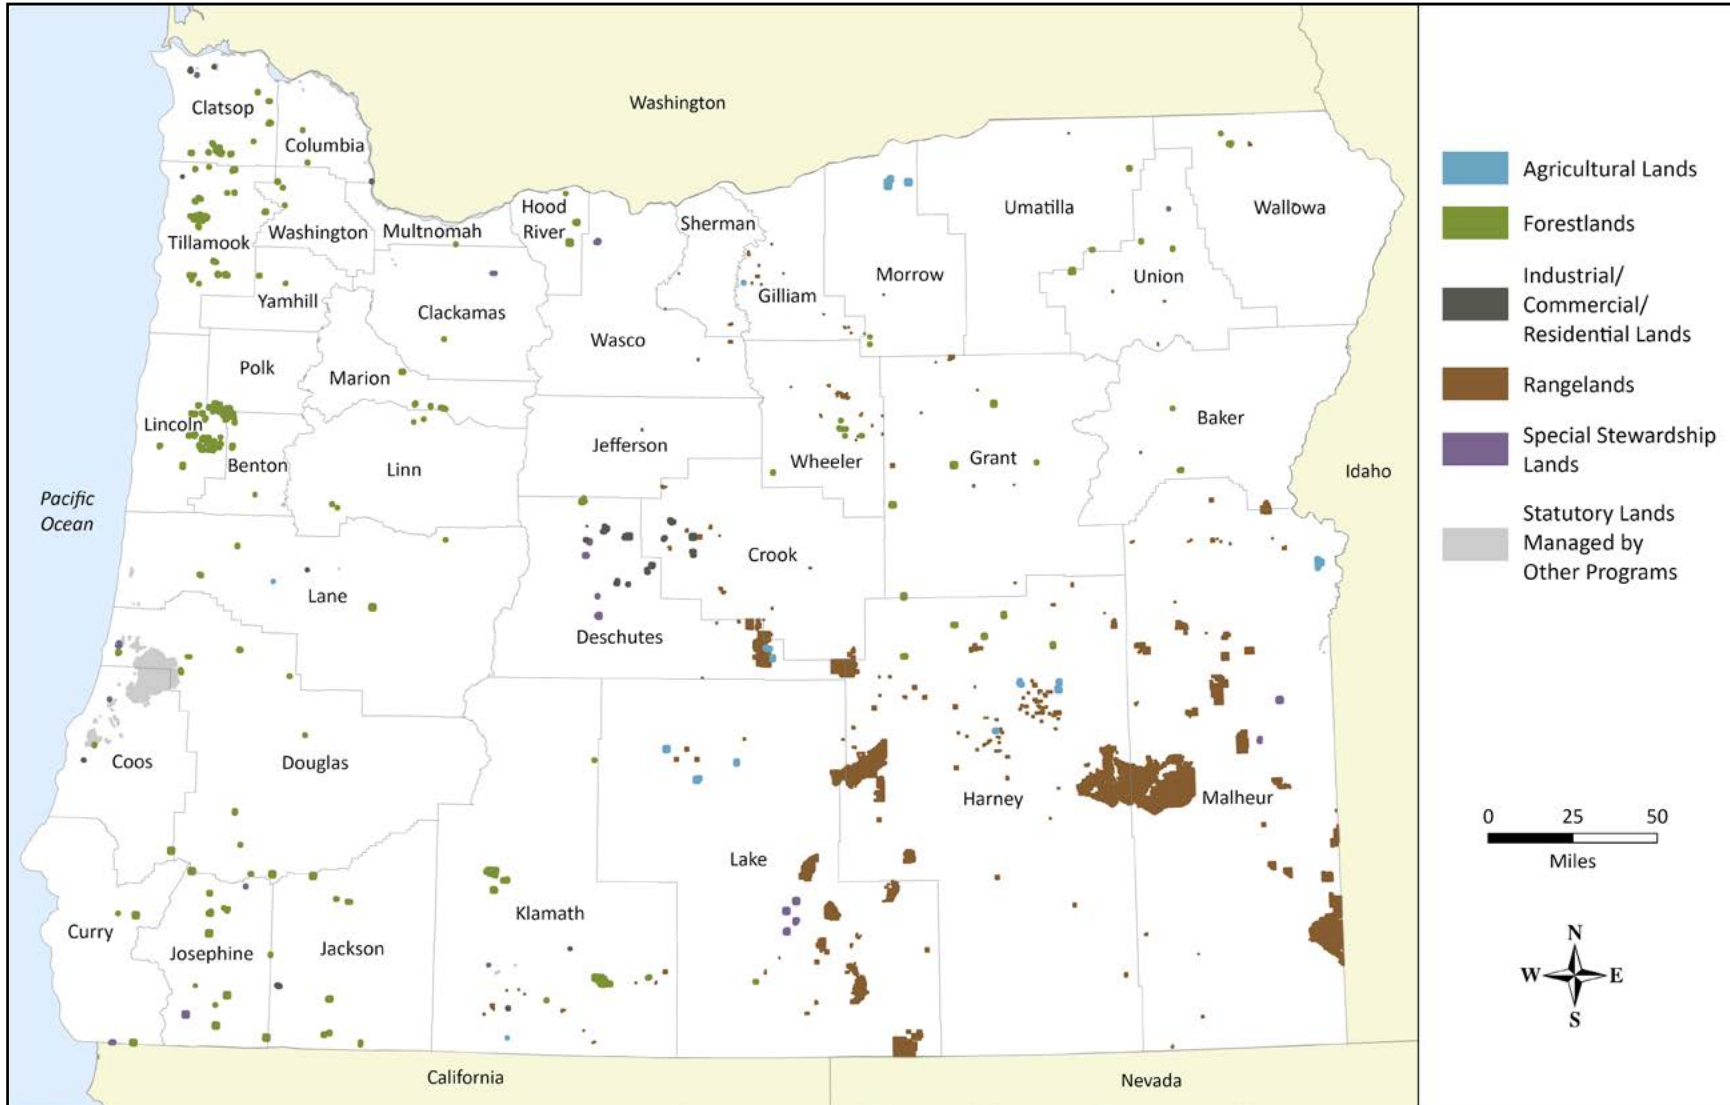 Washington
Clatsop
Columbia
Hood
River
Sherman
Umatilla
Wallowa
Washington
Multnomah
Tillamook
Morrow
Union
Yamhill
Clackamas
Gilliam
Wasco
Polk
Marion
Lincoln
Jefferson
Baker
Benton
Linn
Wheeler
Grant
Idaho
Pacific
Ocean
Crook
Lane
Deschutes
Coos
Douglas
Harney
Malheur
Lake
Klamath
Curry
Josephine
Jackson
California
Nevada
Agricultural Lands
Forestlands
Industrial/
Commercial/
Residential Lands
Rangelands
Special Stewardship
Lands
Statutory Lands
Managed by
Other Programs
0 25 50
Miles
N
W E
S